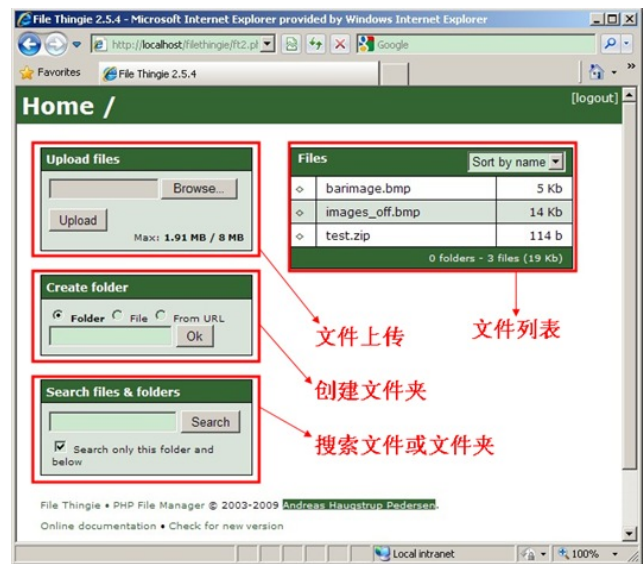 File Thingie 2.5.4 - Microsoft Internet Explorer provided by Windows Internet Explorer
http://localhost/filethingie/ft2.ph
Google
Favorites
File Thingie 2.5.4
Home /
[logout]
Upload files
Browse...
Upload
Max: 1.91 MB / 8 MB
Files
Sort by name
barimage.bmp 5 Kb
images_off.bmp 14 Kb
test.zip 114 b
0 folders - 3 files (19 Kb)
Create folder
Folder File From URL
Ok
文件上传
文件列表
创建文件夹
Search files & folders
Search
Search only this folder and
below
搜索文件或文件夹
File Thingie • PHP File Manager © 2003-2009 Andreas Haugstrup Pedersen.
Online documentation • Check for new version
Local intranet
100%